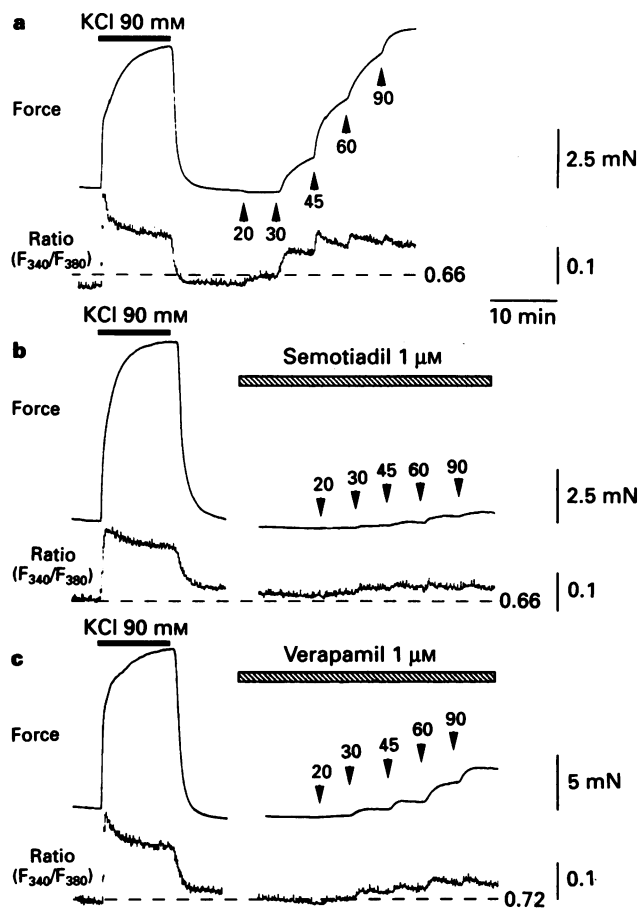 a
KCl 90 mM
Force
90
60
45
20 30
2.5 mN
Ratio
(F340/F380)
0.66
0.1
10 min
b
KCl 90 mM
Semotiadil 1 µM
Force
20 30 45 60 90
2.5 mN
Ratio
(F340/F380)
0.66
0.1
c
KCl 90 mM
Verapamil 1 µM
Force
20 30 45 60 90
5 mN
Ratio
(F340/F380)
0.72
0.1